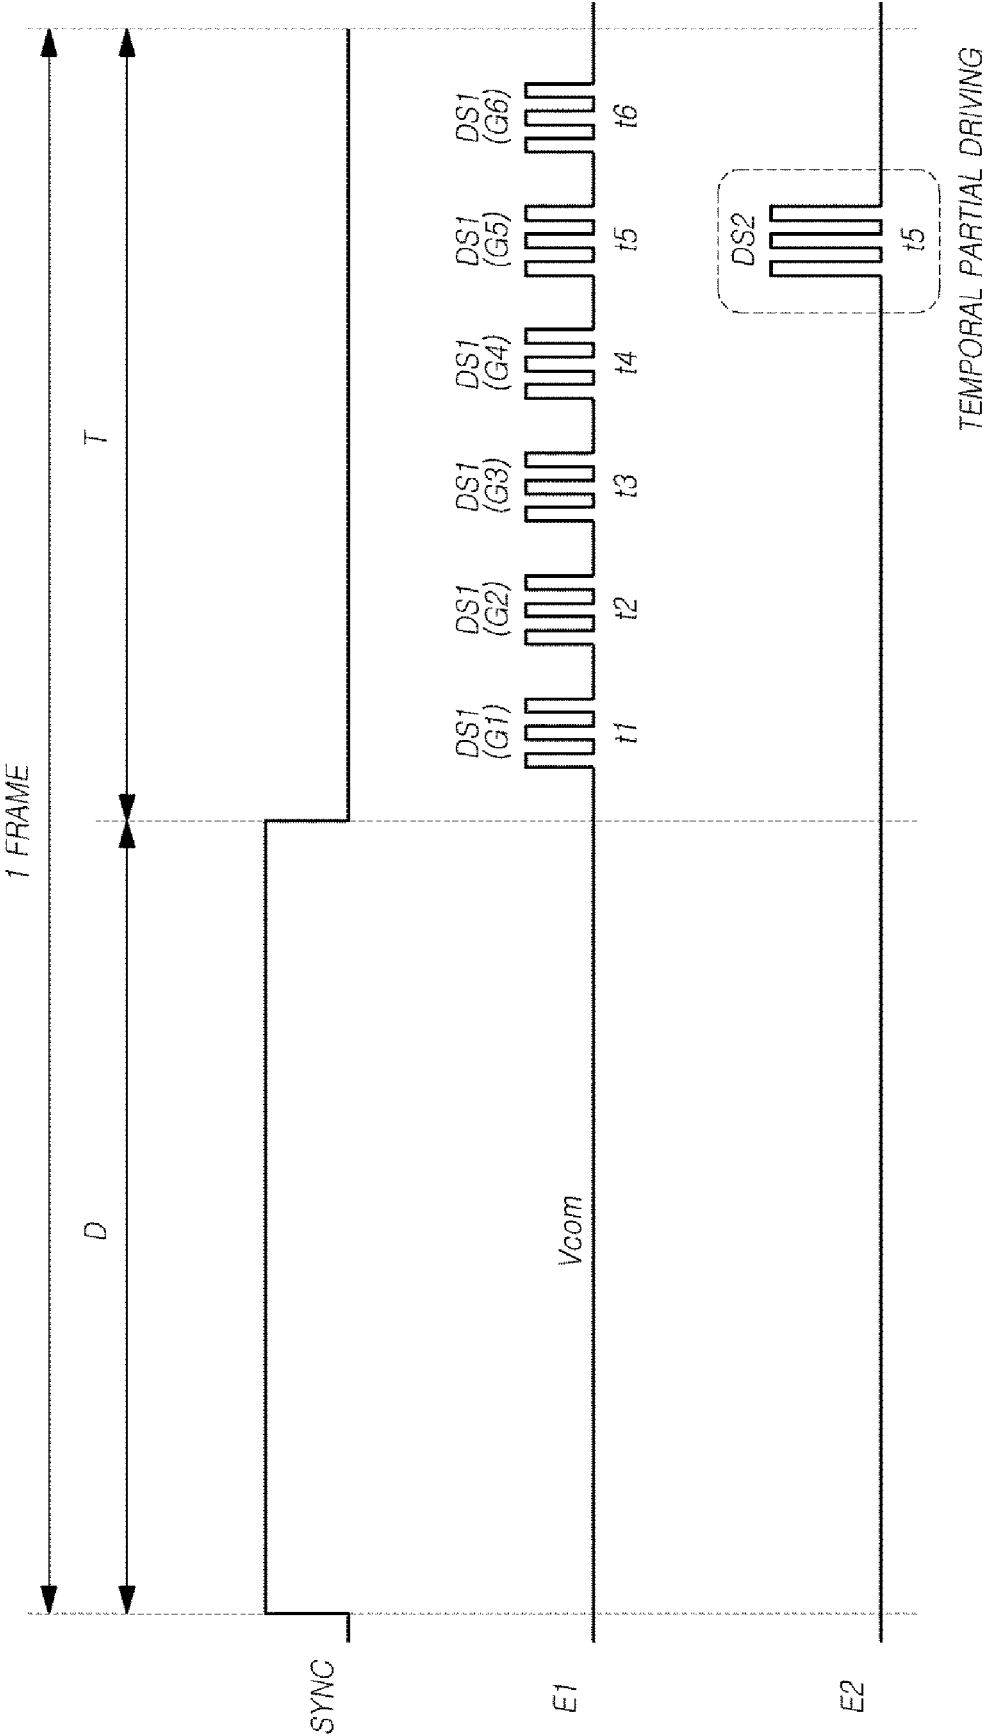 1 FRAME
D
T
SYNC
DS1
(G1)
DS1
(G2)
DS1
(G3)
DS1
(G4)
DS1
(G5)
DS1
(G6)
E1
Vcom
t1
t2
t3
t4
t5
t6
DS2
E2
t5
TEMPORAL PARTIAL DRIVING